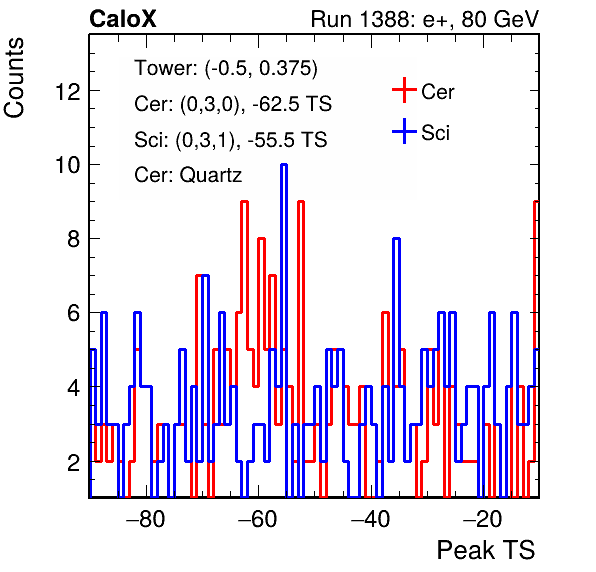 CaloX Run 1388: e+, 80 GeV
Counts
Tower: (-0.5, 0.375)
Cer: (0,3,0), -62.5 TS
Sci: (0,3,1), -55.5 TS
Cer: Quartz
Cer
Sci
12
10
8
6
4
2
−80 −60 −40 −20
Peak TS